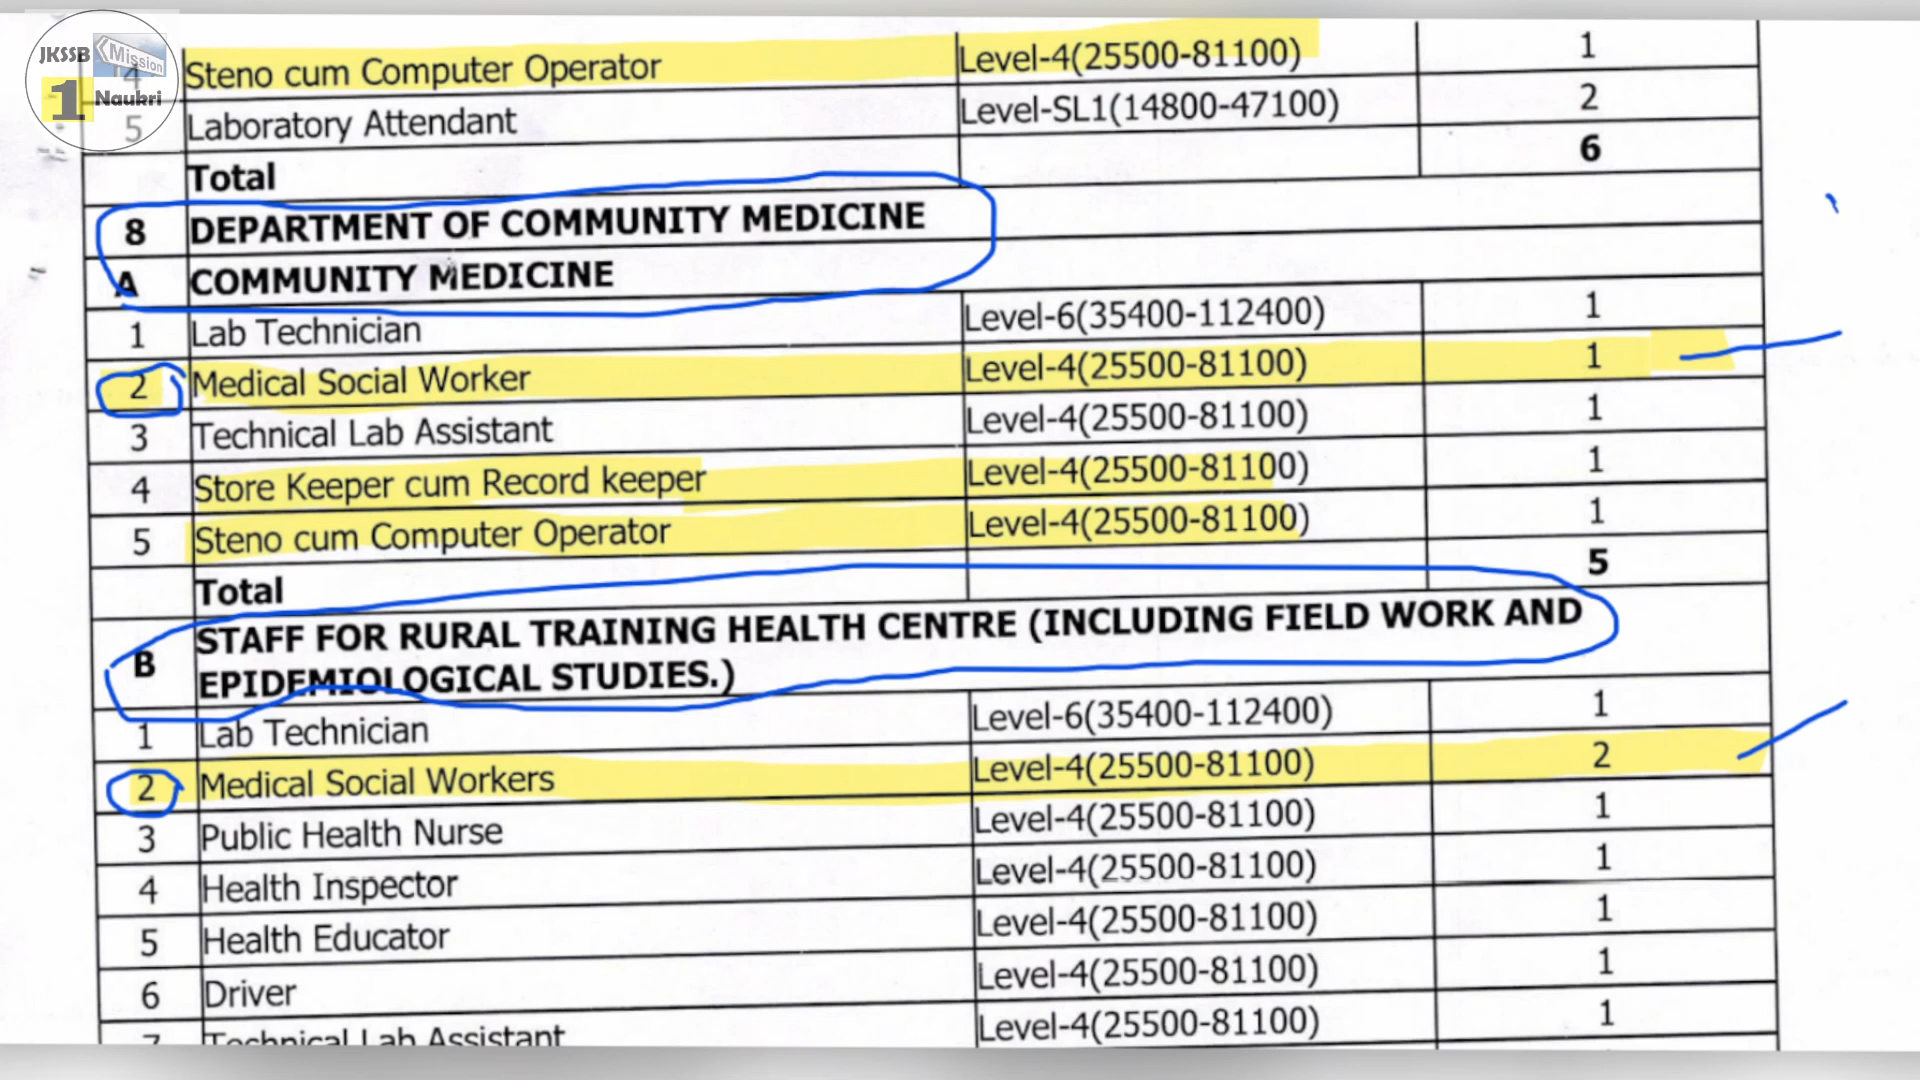 JKSSB Mission
1 Naukri
4 Steno cum Computer Operator Level-4(25500-81100) 1
5 Laboratory Attendant Level-SL1(14800-47100) 2
Total 6
8 DEPARTMENT OF COMMUNITY MEDICINE
A COMMUNITY MEDICINE
1 Lab Technician Level-6(35400-112400) 1
2 Medical Social Worker Level-4(25500-81100) 1
3 Technical Lab Assistant Level-4(25500-81100) 1
4 Store Keeper cum Record keeper Level-4(25500-81100) 1
5 Steno cum Computer Operator Level-4(25500-81100) 1
Total 5
B STAFF FOR RURAL TRAINING HEALTH CENTRE (INCLUDING FIELD WORK AND
EPIDEMIOLOGICAL STUDIES.)
1 Lab Technician Level-6(35400-112400) 1
2 Medical Social Workers Level-4(25500-81100) 2
3 Public Health Nurse Level-4(25500-81100) 1
4 Health Inspector Level-4(25500-81100) 1
5 Health Educator Level-4(25500-81100) 1
6 Driver Level-4(25500-81100) 1
7 Technical Lab Assistant Level-4(25500-81100) 1